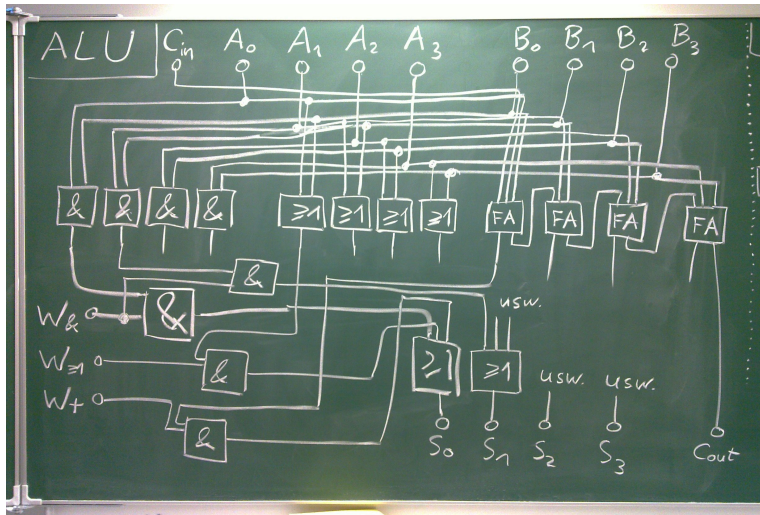 ALU Cin A₀ A₁ A₂ A₃ B₀ B₁ B₂ B₃
& & & & ≥1 ≥1 ≥1 ≥1 FA FA FA FA
&
usw.
W& &
≥1 ≥1
W≥1 &
usw. usw.
W+
&
S₀ S₁ S₂ S₃ Cout